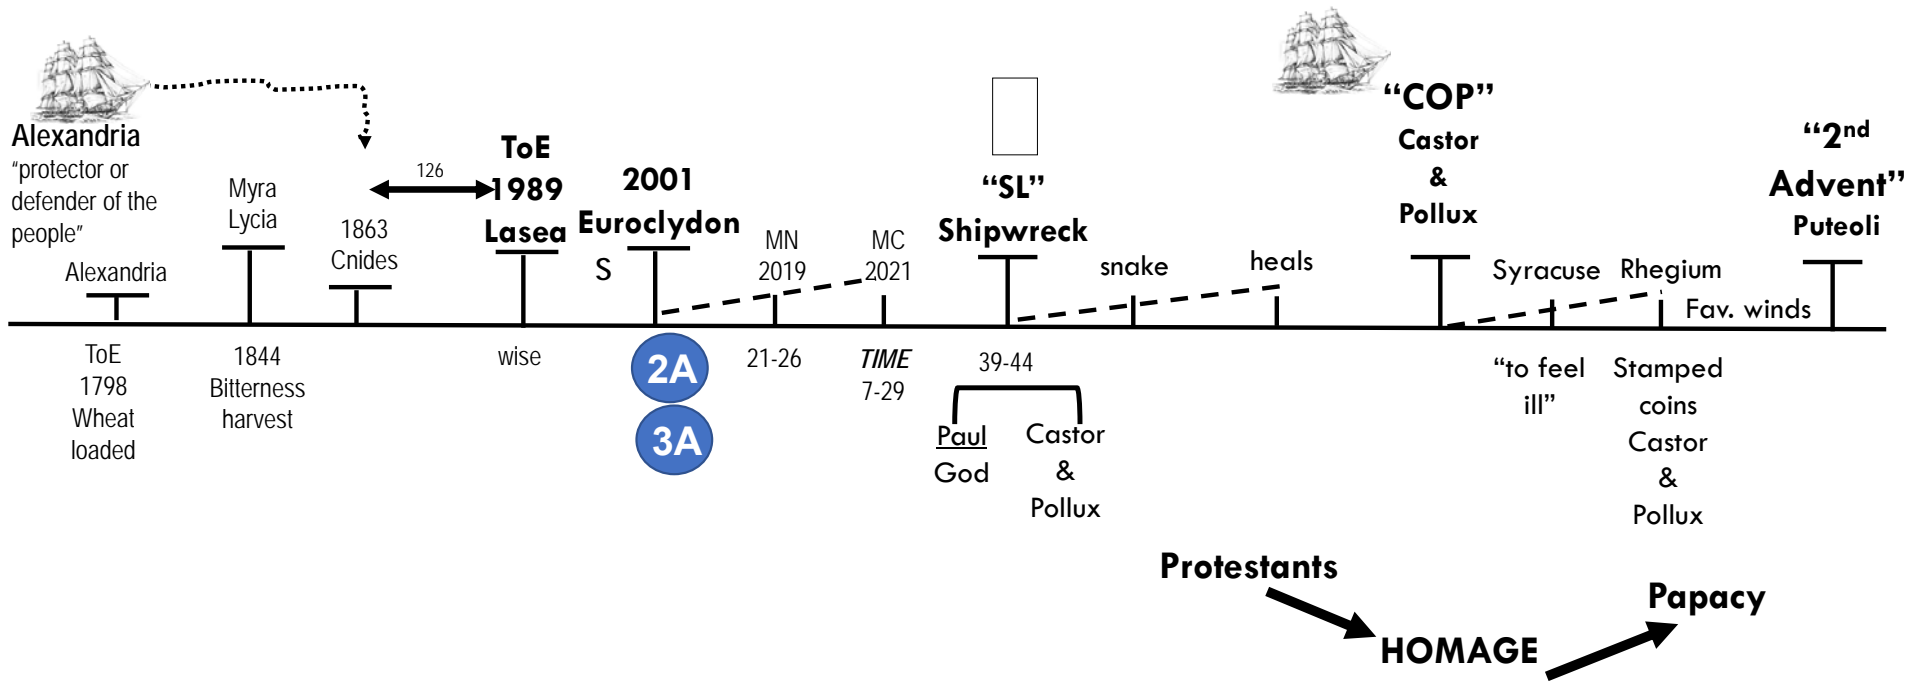 Alexandria
"protector or
defender of the
people"
Alexandria
ToE
1798
Wheat
loaded
Myra
Lycia
1844
Bitterness
harvest
1863
Cnides
126
ToE
1989
Lasea
wise
2001
Euroclydon
S
2A
3A
MN
2019
21-26
MC
2021
TIME
7-29
“SL”
Shipwreck
39-44
Paul
God
Castor
&
Pollux
snake
heals
“COP”
Castor
&
Pollux
Syracuse
“to feel
ill”
Rhegium
Stamped
coins
Castor
&
Pollux
Fav. winds
“2nd
Advent”
Puteoli
Protestants
HOMAGE
Papacy